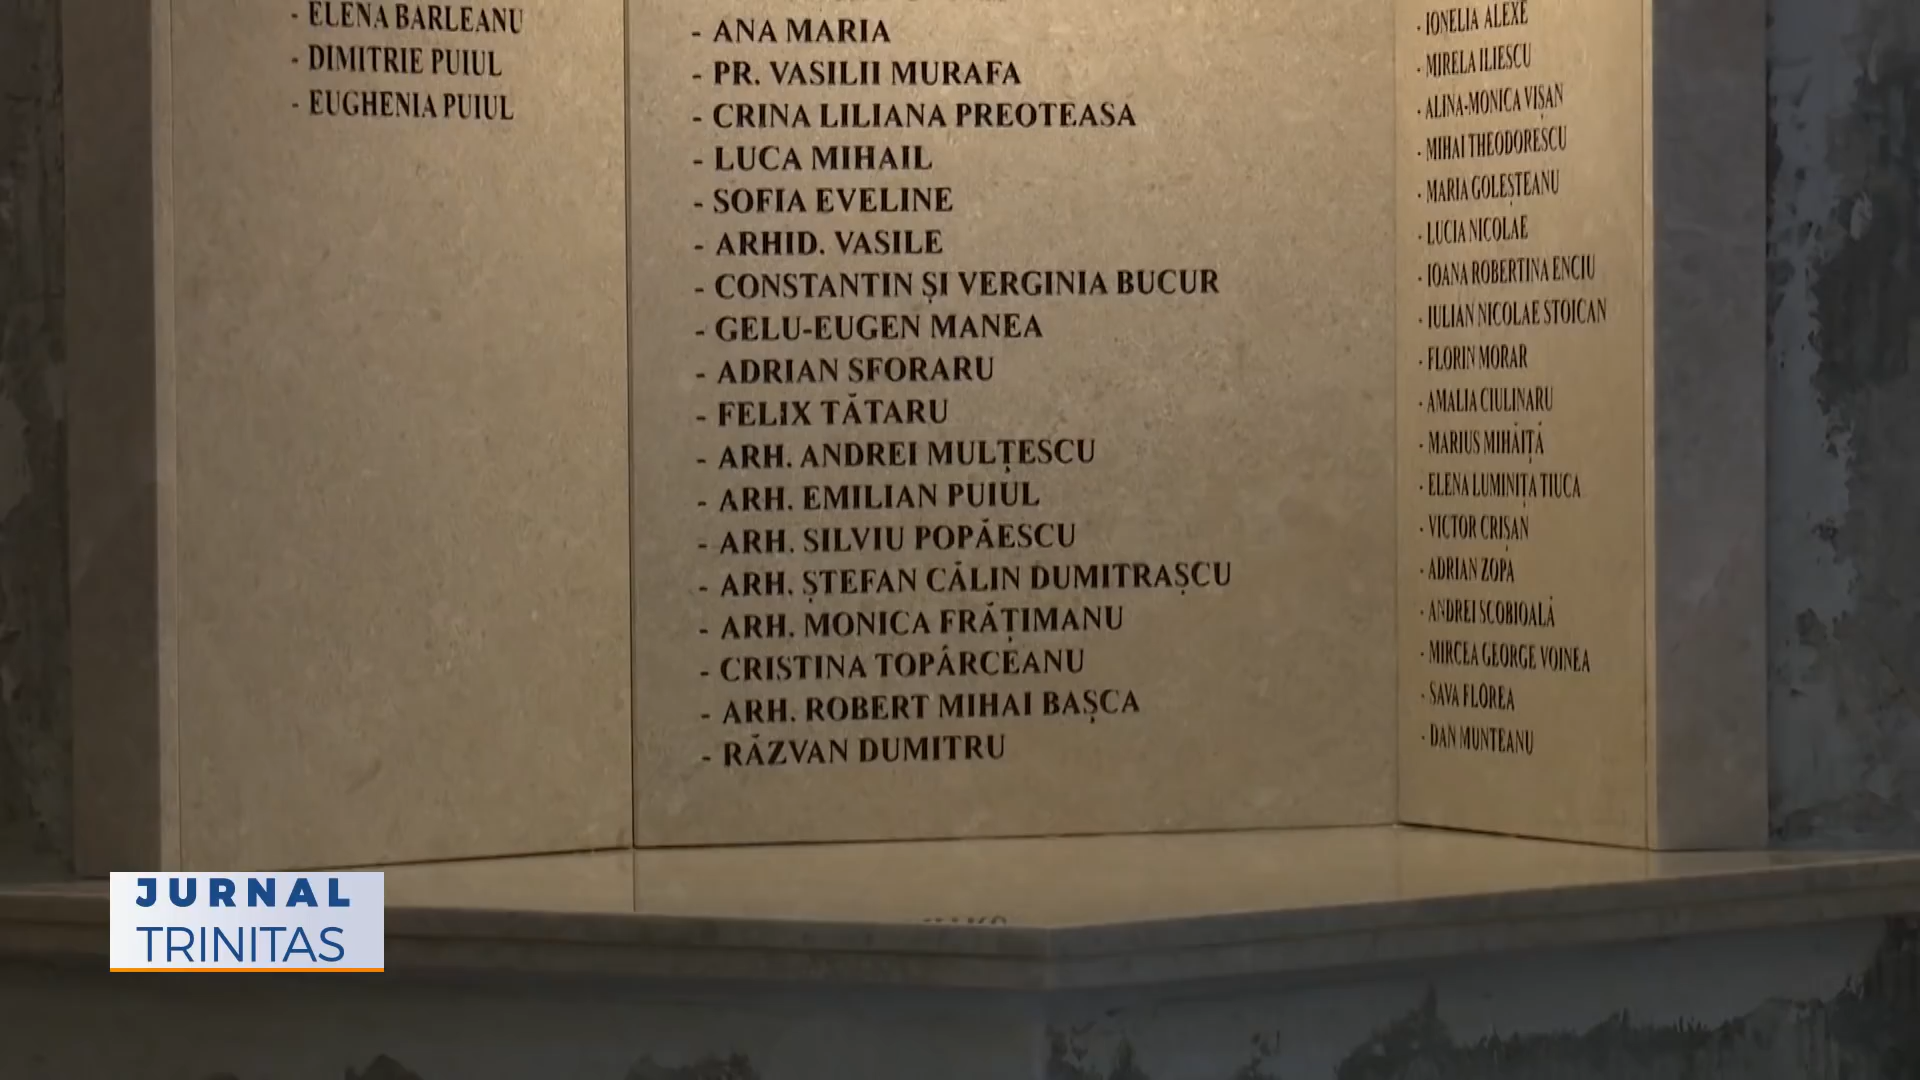 - ELENA BARLEANU
- DIMITRIE PUIUL
- EUGHENIA PUIUL
- ANA MARIA
- PR. VASILII MURAFA
- CRINA LILIANA PREOTEASA
- LUCA MIHAIL
- SOFIA EVELINE
- ARHID. VASILE
- CONSTANTIN ȘI VERGINIA BUCUR
- GELU-EUGEN MANEA
- ADRIAN SFORARU
- FELIX TĂTARU
- ARH. ANDREI MULȚESCU
- ARH. EMILIAN PUIUL
- ARH. SILVIU POPĂESCU
- ARH. ȘTEFAN CĂLIN DUMITRAȘCU
- ARH. MONICA FRĂȚIMANU
- CRISTINA TOPÂRCEANU
- ARH. ROBERT MIHAI BAȘCA
- RĂZVAN DUMITRU
- IONELIA ALEXE
- MIRELA ILIESCU
- ALINA-MONICA VIȘAN
- MIHAI THEODORESCU
- MARIA GOLEȘTEANU
- LUCIA NICOLAE
- IOANA ROBERTINA ENCIU
- IULIAN NICOLAE STOICAN
- FLORIN MORAR
- AMALIA CIULINARU
- MARIUS MIHĂIȚĂ
- ELENA LUMINIȚA TIUCA
- VICTOR CRIȘAN
- ADRIAN ZOPA
- ANDREI SCOBIOALĂ
- MIRCEA GEORGE VOINEA
- SAVA FLOREA
- DAN MUNTEANU
JURNAL
TRINITAS